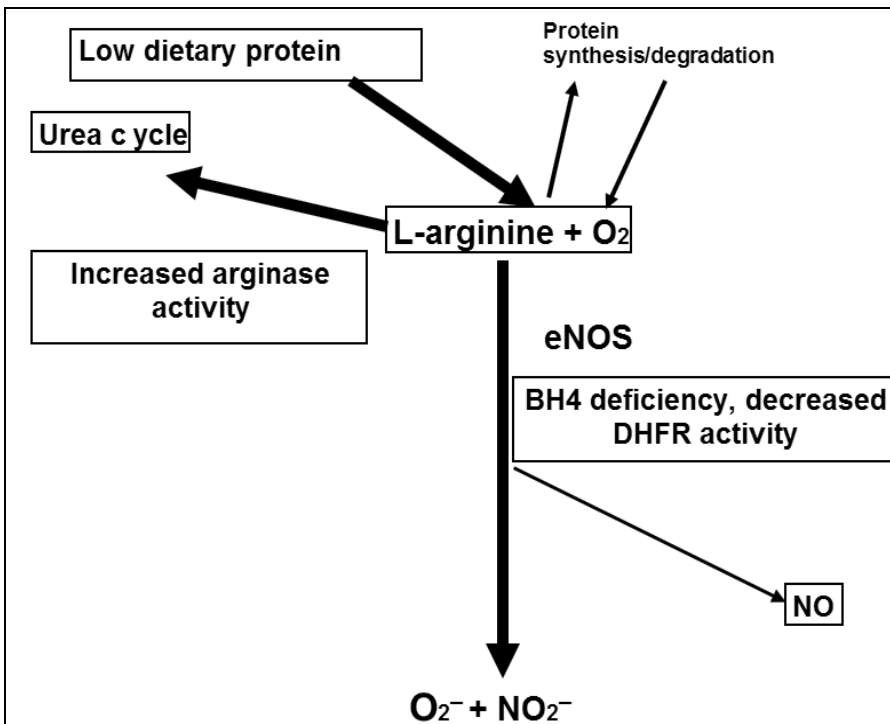 Low dietary protein
Protein
synthesis/degradation
Urea c ycle
L-arginine + O₂
Increased arginase
activity
eNOS
BH4 deficiency, decreased
DHFR activity
NO
O₂⁻ + NO₂⁻